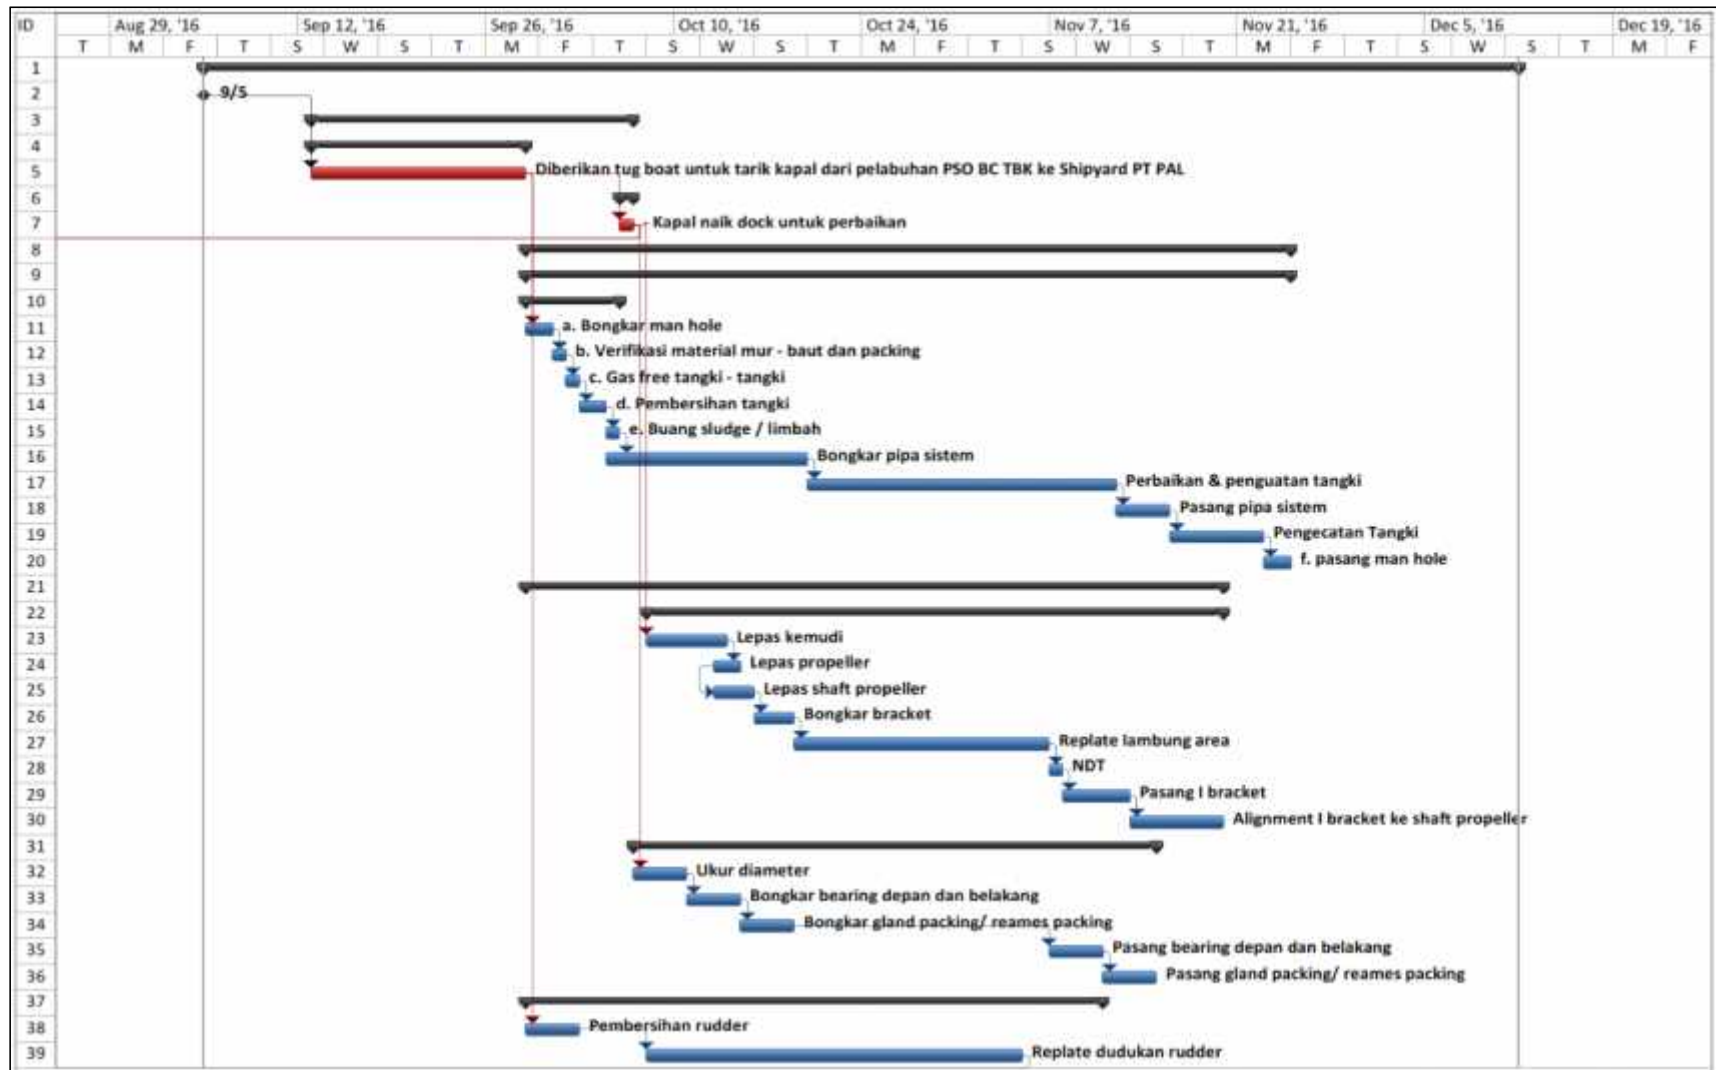 ID Aug 29, '16 Sep 12, '16 Sep 26, '16 Oct 10, '16 Oct 24, '16 Nov 7, '16 Nov 21, '16 Dec 5, '16 Dec 19, '16
T M F T S W S T M F T S W S T M F T S W S T M F T S W S T M F
1
2 9/5
3
4
5 Diberikan tug boat untuk tarik kapal dari pelabuhan PSO BC TBK ke Shipyard PT PAL
6
7 Kapal naik dock untuk perbaikan
8
9
10
11 a. Bongkar man hole
12 b. Verifikasi material mur - baut dan packing
13 c. Gas free tangki - tangki
14 d. Pembersihan tangki
15 e. Buang sludge / limbah
16 Bongkar pipa sistem
17 Perbaikan & penguatan tangki
18 Pasang pipa sistem
19 Pengecatan Tangki
20 f. pasang man hole
21
22
23 Lepas kemudi
24 Lepas propeller
25 Lepas shaft propeller
26 Bongkar bracket
27 Replate lambung area
28 NDT
29 Pasang I bracket
30 Alignment I bracket ke shaft propeller
31
32 Ukur diameter
33 Bongkar bearing depan dan belakang
34 Bongkar gland packing/ reames packing
35 Pasang bearing depan dan belakang
36 Pasang gland packing/ reames packing
37
38 Pembersihan rudder
39 Replate dudukan rudder